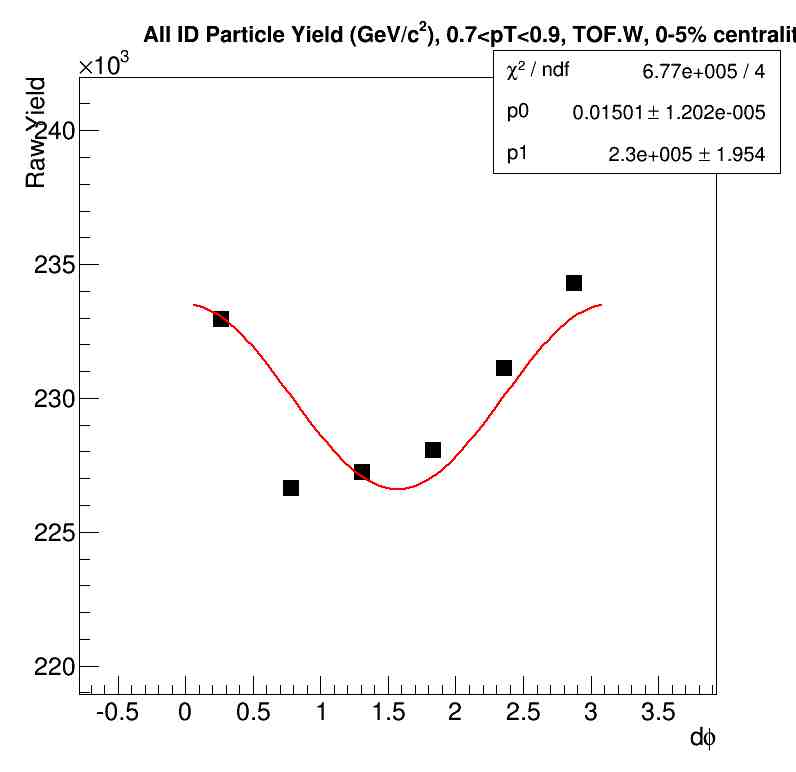 All ID Particle Yield (GeV/c²), 0.7<pT<0.9, TOF.W, 0-5% centralit
×10³
χ² / ndf 6.77e+005 / 4
p0 0.01501 ± 1.202e-005
p1 2.3e+005 ± 1.954
Raw Yield
240
235
230
225
220
-0.5 0 0.5 1 1.5 2 2.5 3 3.5
dϕ